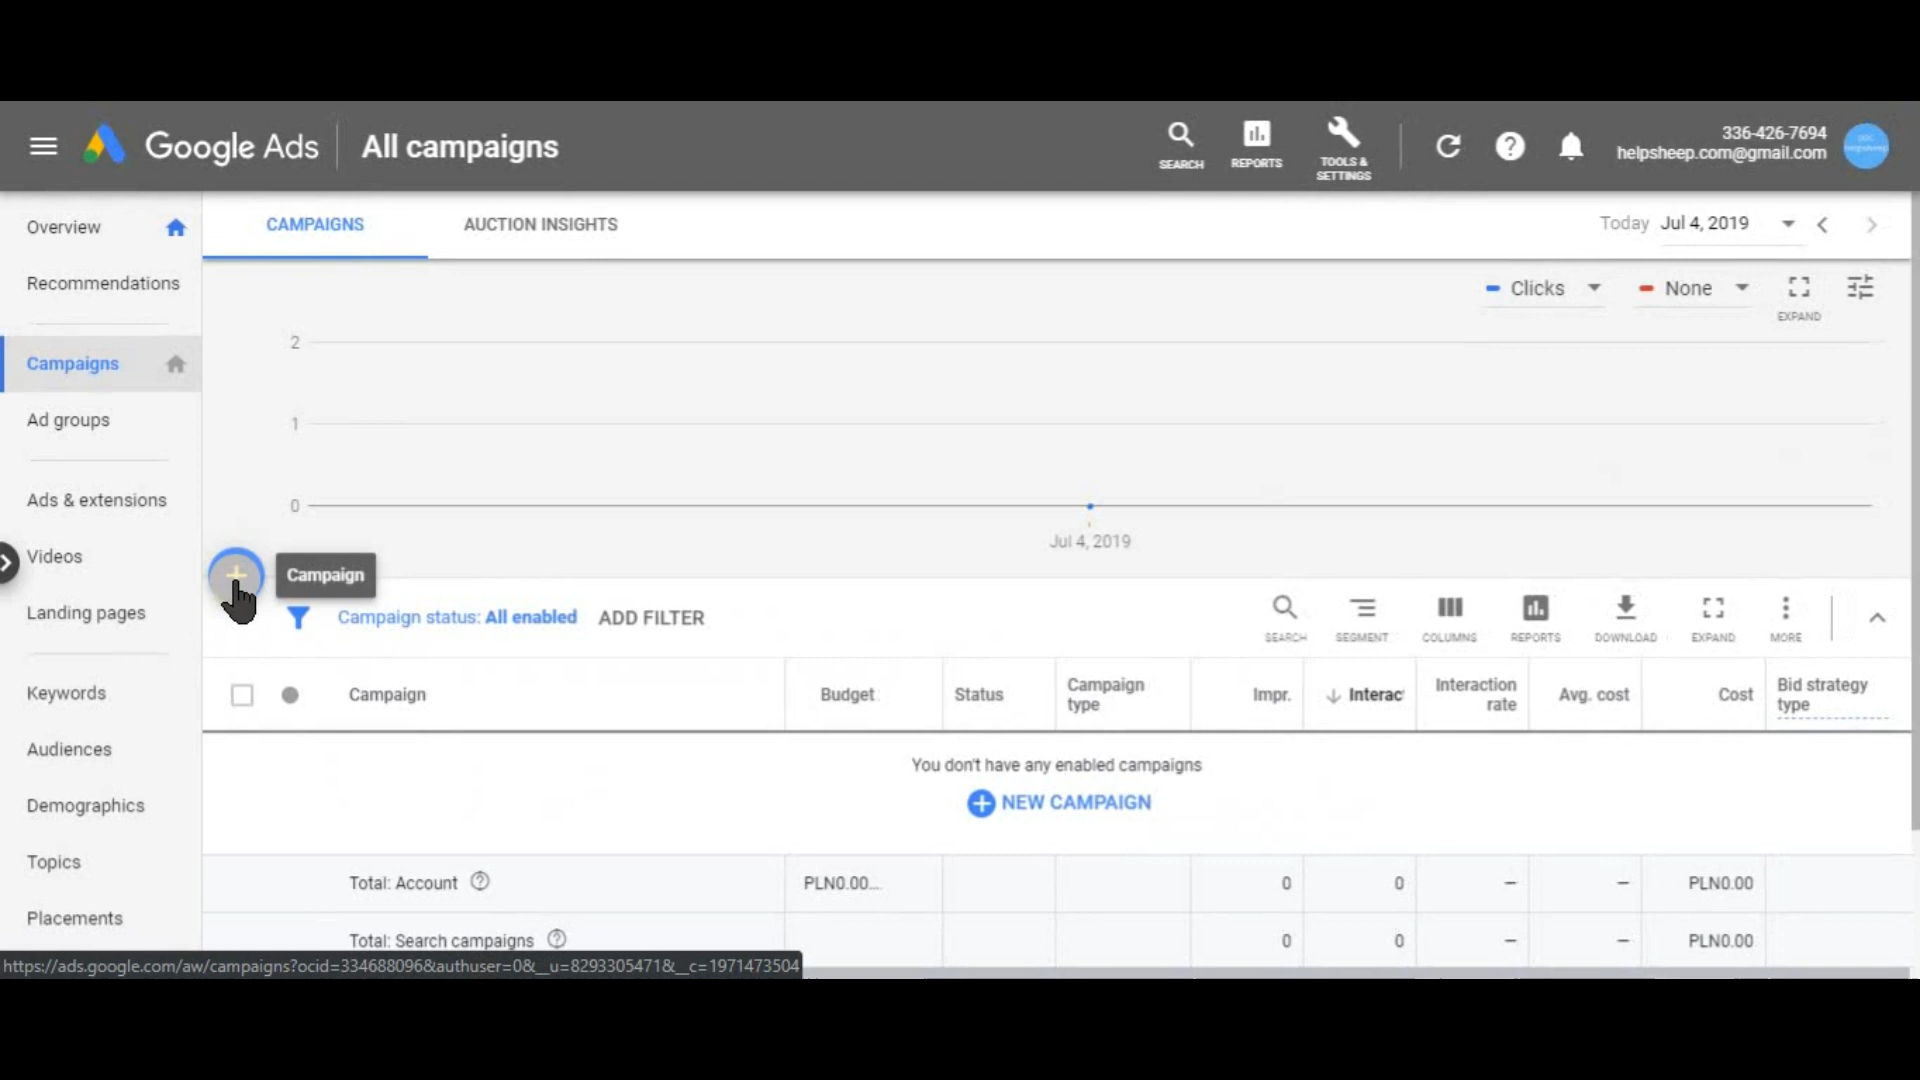 Google Ads
All campaigns
SEARCH
REPORTS
TOOLS &
SETTINGS
336-426-7694
helpsheep.com@gmail.com
Overview
Recommendations
Campaigns
Ad groups
Ads & extensions
Videos
Landing pages
Keywords
Audiences
Demographics
Topics
Placements
CAMPAIGNS
AUCTION INSIGHTS
Today Jul 4, 2019
Clicks
None
EXPAND
2
1
0
Jul 4, 2019
Campaign
Campaign status: All enabled
ADD FILTER
SEARCH
SEGMENT
COLUMNS
REPORTS
DOWNLOAD
EXPAND
MORE
Campaign
Budget
Status
Campaign
type
Impr.
Interac
Interaction
rate
Avg. cost
Cost
Bid strategy
type
You don't have any enabled campaigns
NEW CAMPAIGN
Total: Account PLN0.00... 0 0 – – PLN0.00
Total: Search campaigns 0 0 – – PLN0.00
https://ads.google.com/aw/campaigns?ocid=334688096&authuser=0&__u=8293305471&__c=1971473504